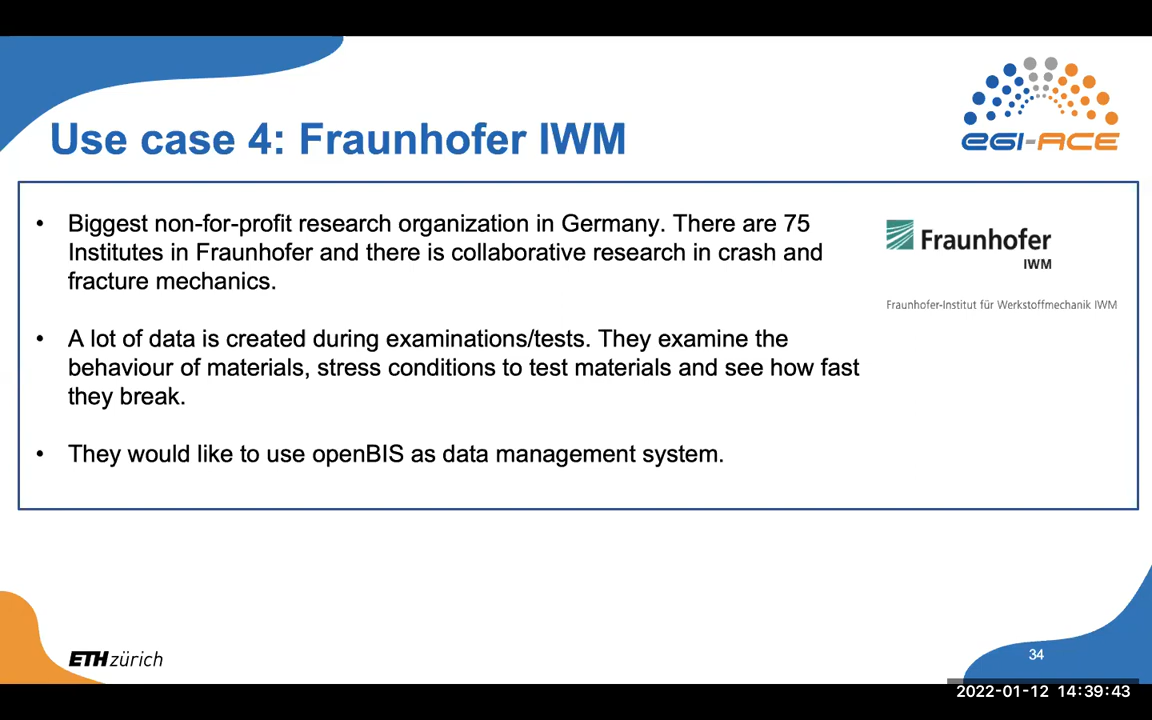 EGI-ACE
Use case 4: Fraunhofer IWM
• Biggest non-for-profit research organization in Germany. There are 75
Institutes in Fraunhofer and there is collaborative research in crash and
fracture mechanics.
• A lot of data is created during examinations/tests. They examine the
behaviour of materials, stress conditions to test materials and see how fast
they break.
• They would like to use openBIS as data management system.
Fraunhofer
IWM
Fraunhofer-Institut für Werkstoffmechanik IWM
ETH zürich
34
2022-01-12 14:39:43